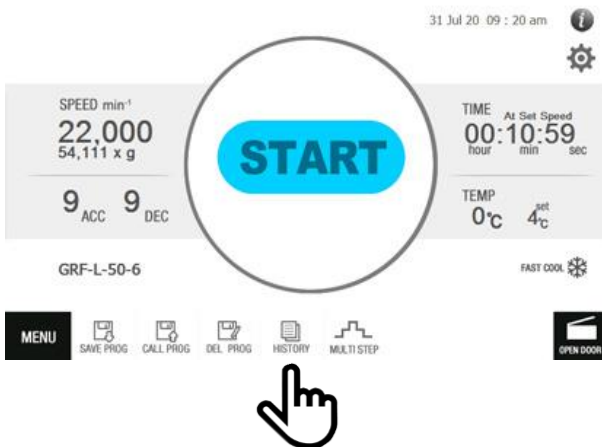 31 Jul 20 09 : 20 am
i
SPEED min-1
22,000
54,111 x g
9 ACC 9 DEC
START
TIME At Set Speed
00:10:59
hour min sec
TEMP set
0℃ 4℃
GRF-L-50-6
FAST COOL
MENU SAVE PROG CALL PROG DEL PROG HISTORY MULTI STEP OPEN DOOR